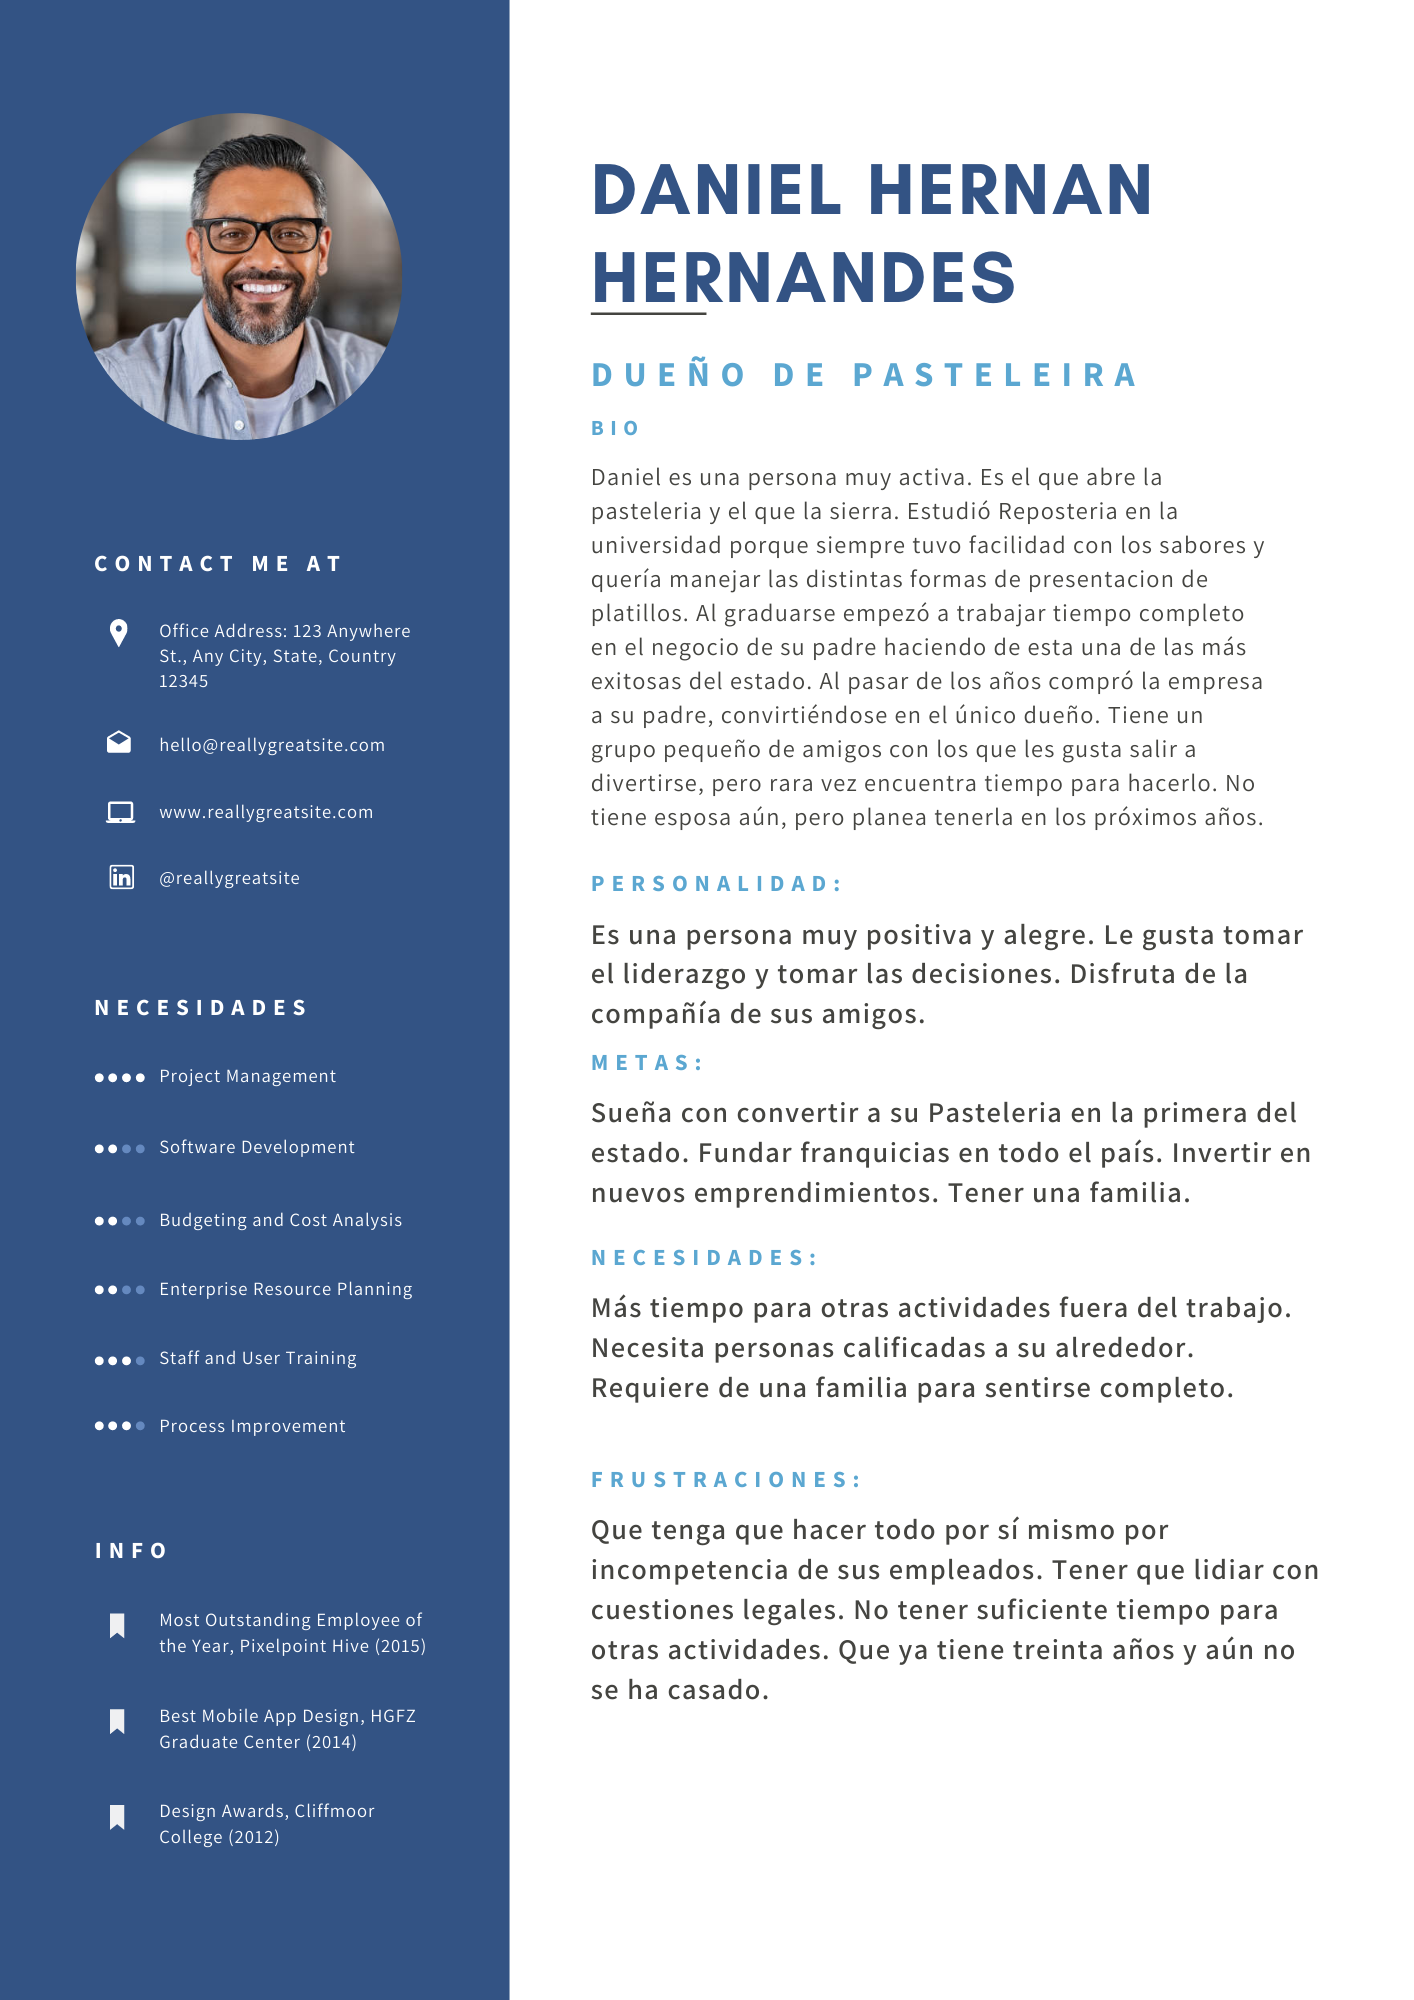 DANIEL HERNAN
HERNANDES
DUEÑO DE PASTELEIRA
BIO
Daniel es una persona muy activa. Es el que abre la
pasteleria y el que la sierra. Estudió Reposteria en la
universidad porque siempre tuvo facilidad con los sabores y
quería manejar las distintas formas de presentacion de
platillos. Al graduarse empezó a trabajar tiempo completo
en el negocio de su padre haciendo de esta una de las más
exitosas del estado. Al pasar de los años compró la empresa
a su padre, convirtiéndose en el único dueño. Tiene un
grupo pequeño de amigos con los que les gusta salir a
divertirse, pero rara vez encuentra tiempo para hacerlo. No
tiene esposa aún, pero planea tenerla en los próximos años.
PERSONALIDAD:
Es una persona muy positiva y alegre. Le gusta tomar
el liderazgo y tomar las decisiones. Disfruta de la
compañía de sus amigos.
METAS:
Sueña con convertir a su Pasteleria en la primera del
estado. Fundar franquicias en todo el país. Invertir en
nuevos emprendimientos. Tener una familia.
NECESIDADES:
Más tiempo para otras actividades fuera del trabajo.
Necesita personas calificadas a su alrededor.
Requiere de una familia para sentirse completo.
FRUSTRACIONES:
Que tenga que hacer todo por sí mismo por
incompetencia de sus empleados. Tener que lidiar con
cuestiones legales. No tener suficiente tiempo para
otras actividades. Que ya tiene treinta años y aún no
se ha casado.
CONTACT ME AT
Office Address: 123 Anywhere
St., Any City, State, Country
12345
hello@reallygreatsite.com
www.reallygreatsite.com
@reallygreatsite
NECESIDADES
Project Management
Software Development
Budgeting and Cost Analysis
Enterprise Resource Planning
Staff and User Training
Process Improvement
INFO
Most Outstanding Employee of
the Year, Pixelpoint Hive (2015)
Best Mobile App Design, HGFZ
Graduate Center (2014)
Design Awards, Cliffmoor
College (2012)